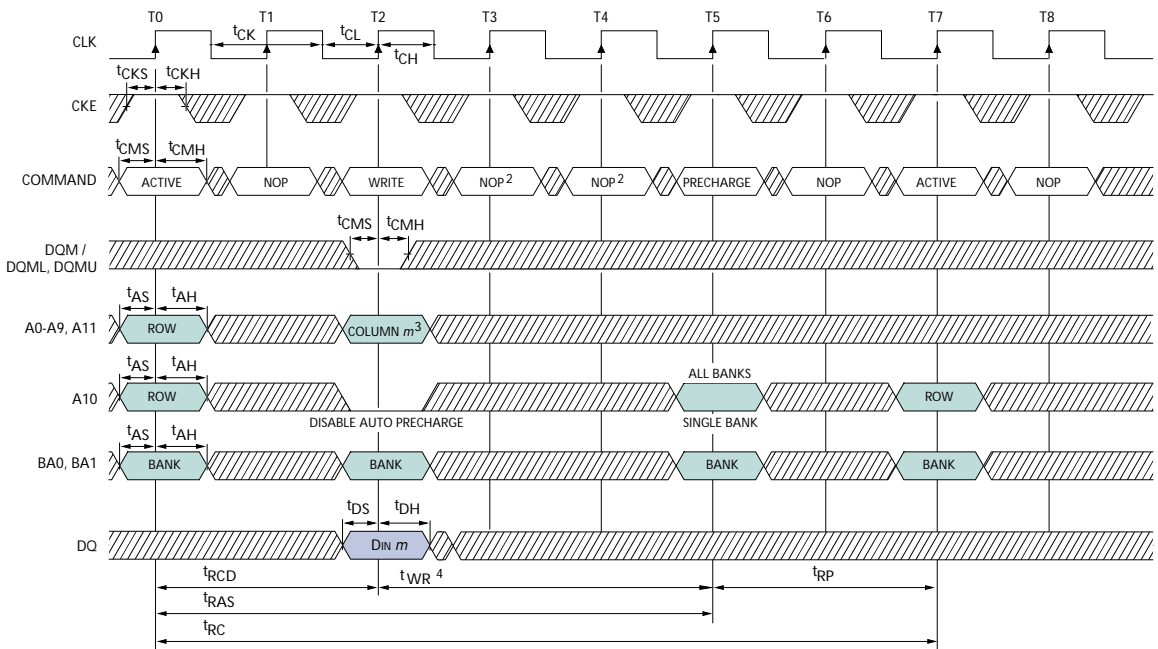 T0 T1 T2 T3 T4 T5 T6 T7 T8
CLK tCK tCL tCH
tCKS tCKH
CKE
tCMS tCMH
COMMAND ACTIVE NOP WRITE NOP2 NOP2 PRECHARGE NOP ACTIVE NOP
tCMS tCMH
DQM /
DQML, DQMU
tAS tAH
A0-A9, A11 ROW COLUMN m3
tAS tAH ALL BANKS
A10 ROW ROW
DISABLE AUTO PRECHARGE SINGLE BANK
tAS tAH
BA0, BA1 BANK BANK BANK BANK
tDS tDH
DQ DIN m
tRCD tWR 4 tRP
tRAS
tRC